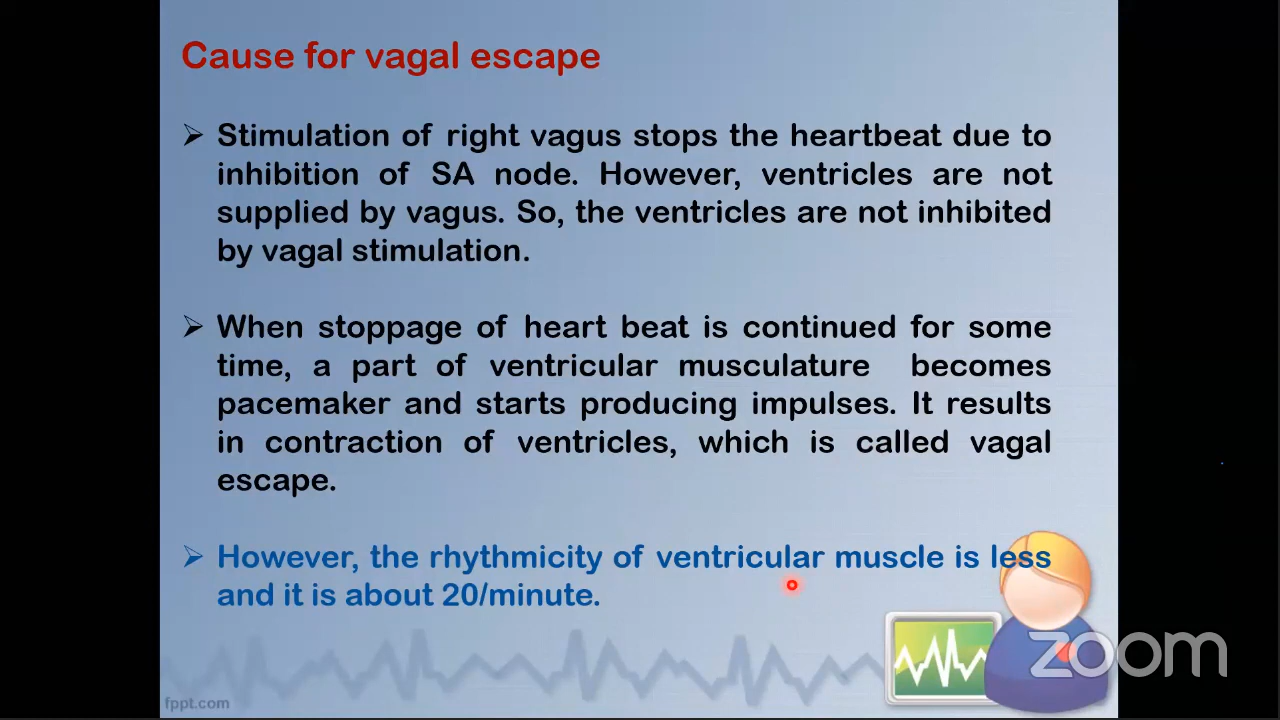 Cause for vagal escape
➢ Stimulation of right vagus stops the heartbeat due to
inhibition of SA node. However, ventricles are not
supplied by vagus. So, the ventricles are not inhibited
by vagal stimulation.
➢ When stoppage of heart beat is continued for some
time, a part of ventricular musculature becomes
pacemaker and starts producing impulses. It results
in contraction of ventricles, which is called vagal
escape.
➢ However, the rhythmicity of ventricular muscle is less
and it is about 20/minute.
zoom
fppt.com